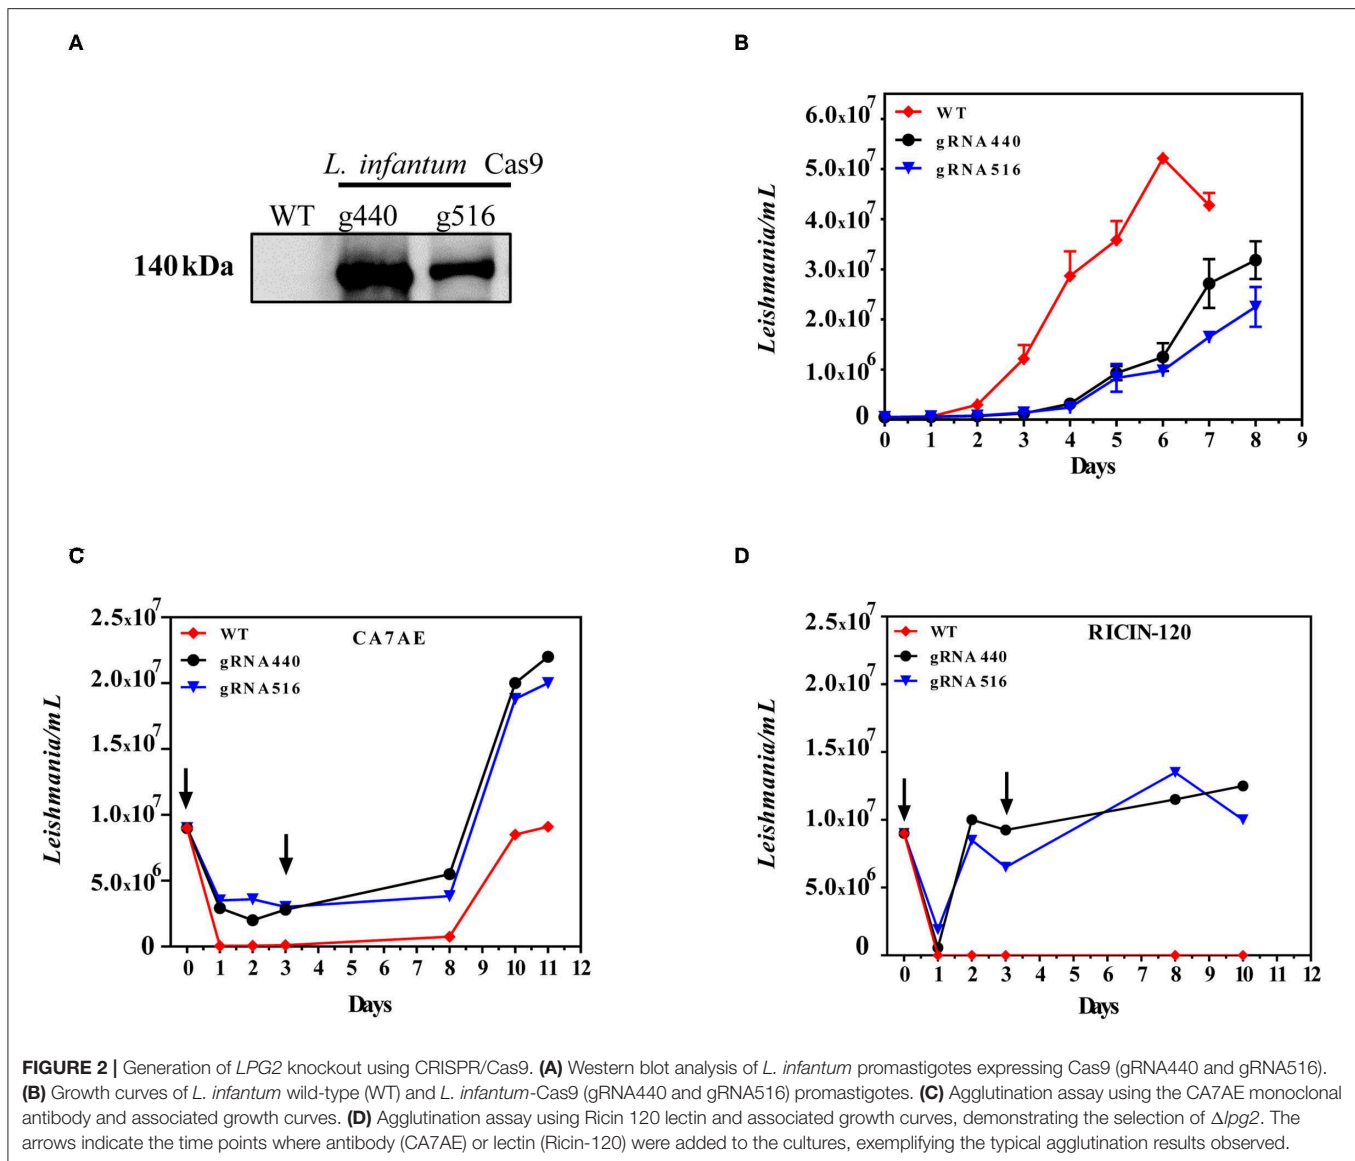 A
L. infantum Cas9
WT g440 g516
140 kDa
B
6.0x10^7
5.0x10^7
4.0x10^7
3.0x10^7
2.0x10^7
1.0x10^6
0
Leishmania/mL
WT
gRNA440
gRNA516
0 1 2 3 4 5 6 7 8 9
Days
C
2.5x10^7
2.0x10^7
1.5x10^7
1.0x10^7
5.0x10^6
0
Leishmania/mL
WT
gRNA440
gRNA516
CA7AE
0 1 2 3 4 5 6 7 8 9 10 11 12
Days
D
2.5x10^7
2.0x10^7
1.5x10^7
1.0x10^7
5.0x10^6
0
Leishmania/mL
WT
gRNA440
gRNA516
RICIN-120
0 1 2 3 4 5 6 7 8 9 10 11 12
Days
FIGURE 2 | Generation of LPG2 knockout using CRISPR/Cas9. (A) Western blot analysis of L. infantum promastigotes expressing Cas9 (gRNA440 and gRNA516).
(B) Growth curves of L. infantum wild-type (WT) and L. infantum-Cas9 (gRNA440 and gRNA516) promastigotes. (C) Agglutination assay using the CA7AE monoclonal
antibody and associated growth curves. (D) Agglutination assay using Ricin 120 lectin and associated growth curves, demonstrating the selection of Δlpg2. The
arrows indicate the time points where antibody (CA7AE) or lectin (Ricin-120) were added to the cultures, exemplifying the typical agglutination results observed.